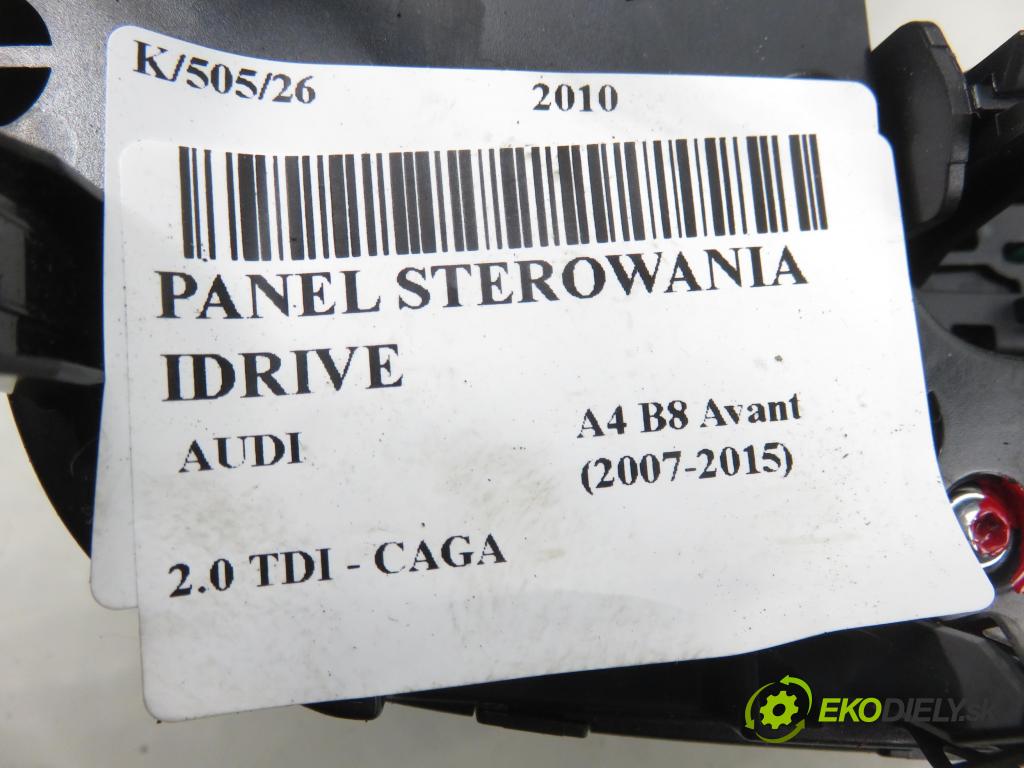 K/505/26 2010
PANEL STEROWANIA
IDRIVE
AUDI A4 B8 Avant
(2007-2015)
2.0 TDI - CAGA
EKODIELY.sk